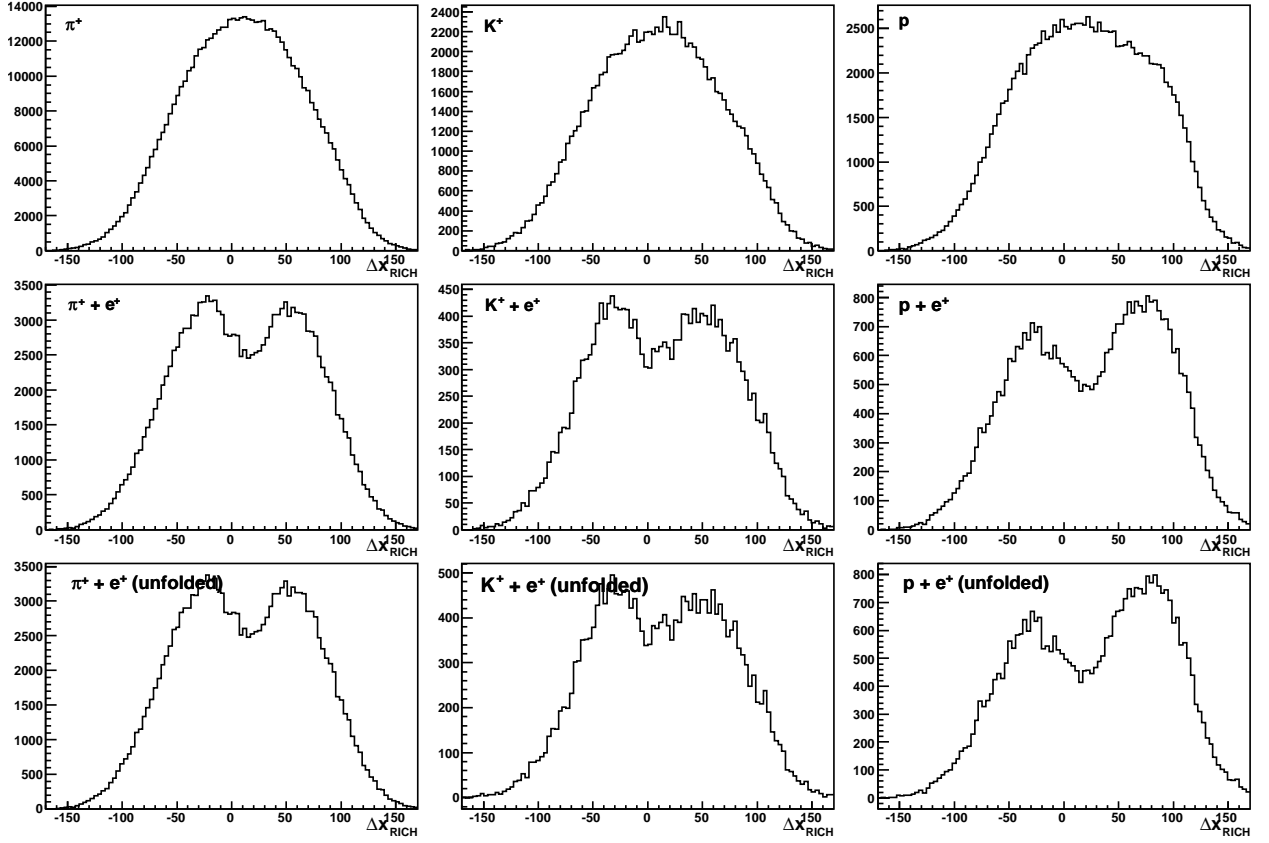 14000
12000
10000
8000
6000
4000
2000
0
π⁺
-150 -100 -50 0 50 100 150
Δx_RICH
2400
2200
2000
1800
1600
1400
1200
1000
800
600
400
200
0
K⁺
-150 -100 -50 0 50 100 150
Δx_RICH
2500
2000
1500
1000
500
0
p
-150 -100 -50 0 50 100 150
Δx_RICH
3500
3000
2500
2000
1500
1000
500
0
π⁺ + e⁺
-150 -100 -50 0 50 100 150
Δx_RICH
450
400
350
300
250
200
150
100
50
0
K⁺ + e⁺
-150 -100 -50 0 50 100 150
Δx_RICH
800
700
600
500
400
300
200
100
0
p + e⁺
-150 -100 -50 0 50 100 150
Δx_RICH
3500
3000
2500
2000
1500
1000
500
0
π⁺ + e⁺ (unfolded)
-150 -100 -50 0 50 100 150
Δx_RICH
500
400
300
200
100
0
K⁺ + e⁺ (unfolded)
-150 -100 -50 0 50 100 150
Δx_RICH
800
700
600
500
400
300
200
100
0
p + e⁺ (unfolded)
-150 -100 -50 0 50 100 150
Δx_RICH